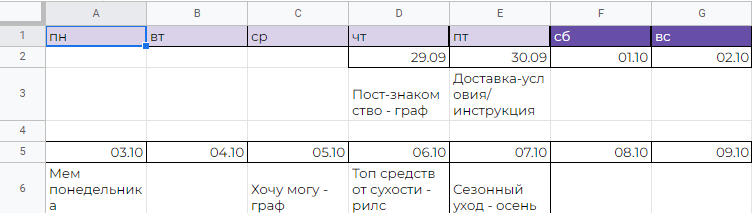 A B C D E F G
1 пн вт ср чт пт сб вс
2 29.09 30.09 01.10 02.10
3 Пост-знаком
ство - граф
Доставка-усл
овия/
инструкция
4
5 03.10 04.10 05.10 06.10 07.10 08.10 09.10
6 Мем
понедельник
а
Хочу могу -
граф
Топ средств
от сухости -
рилс
Сезонный
уход - осень